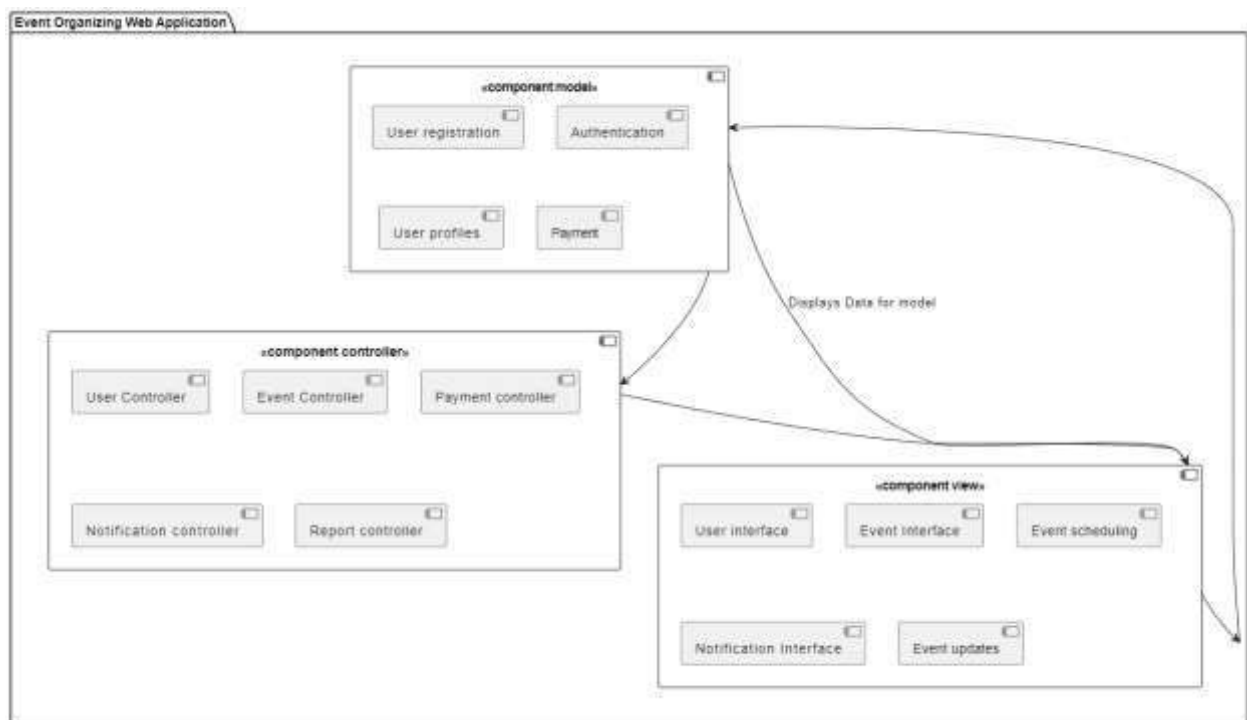 Event Organizing Web Application
«component model»
User registration
Authentication
User profiles
Payment
Displays Data for model
«component controller»
User Controller
Event Controller
Payment controller
Notification controller
Report controller
«component view»
User interface
Event Interface
Event scheduling
Notification Interface
Event updates